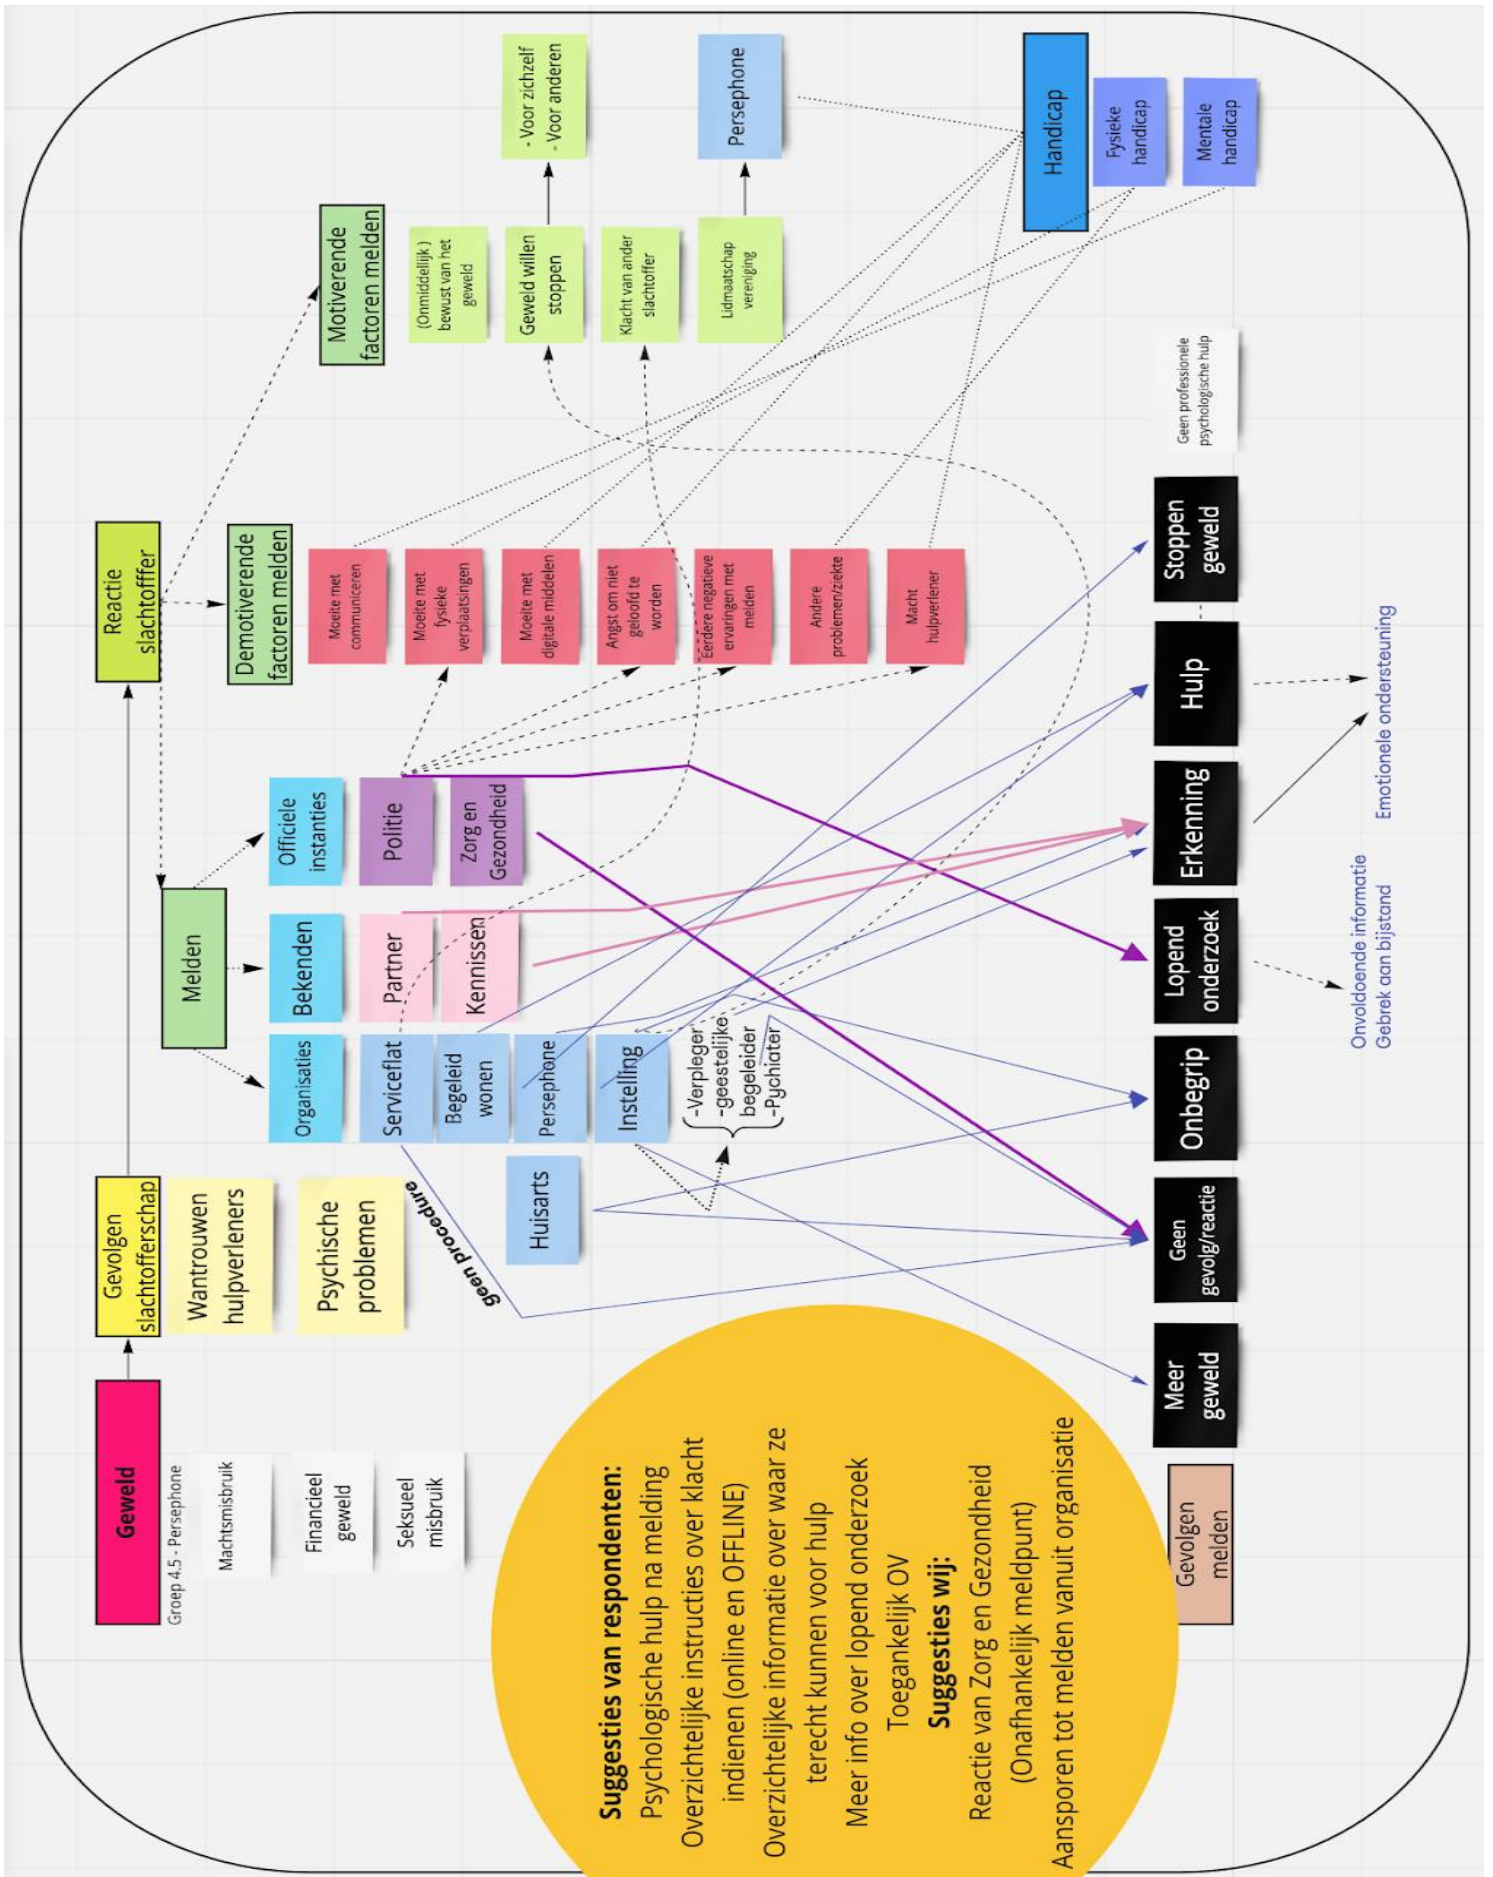 Geweld
Groep 4.5 - Persephone
Machtsmisbruik
Financieel
geweld
Seksueel
misbruik
Gevolgen
slachtofferschap
Wantrouwen
hulpverleners
Psychische
problemen
Reactie
slachtofffer
Melden
Organisaties
Serviceflat
Begeleid
wonen
Persephone
Instelling
Huisarts
geen procedure
-Verpleger
-geestelijke
begeleider
-Pychiater
Bekenden
Partner
Kennissen
Officiele
instanties
Politie
Zorg en
Gezondheid
Demotiverende
factoren melden
Moeite met
communiceren
Moeite met
fysieke
verplaatsingen
Moeite met
digitale middelen
Angst om niet
geloofd te
worden
Eerdere negatieve
ervaringen met
melden
Andere
problemen/ziekte
Macht
hulpverlener
Motiverende
factoren melden
(Onmiddellijk )
bewust van het
geweld
Geweld willen
stoppen
- Voor zichzelf
- Voor anderen
Klacht van ander
slachtoffer
Lidmaatschap
vereniging
Persephone
Handicap
Fysieke
handicap
Mentale
handicap
Suggesties van respondenten:
Psychologische hulp na melding
Overzichtelijke instructies over klacht
indienen (online en OFFLINE)
Overzichtelijke informatie over waar ze
terecht kunnen voor hulp
Meer info over lopend onderzoek
Toegankelijk OV
Suggesties wij:
Reactie van Zorg en Gezondheid
(Onafhankelijk meldpunt)
Aansporen tot melden vanuit organisatie
Gevolgen
melden
Meer
geweld
Geen
gevolg/reactie
Onbegrip
Lopend
onderzoek
Erkenning
Hulp
Stoppen
geweld
Geen professionele
psychologische hulp
Onvoldoende informatie
Gebrek aan bijstand
Emotionele ondersteuning